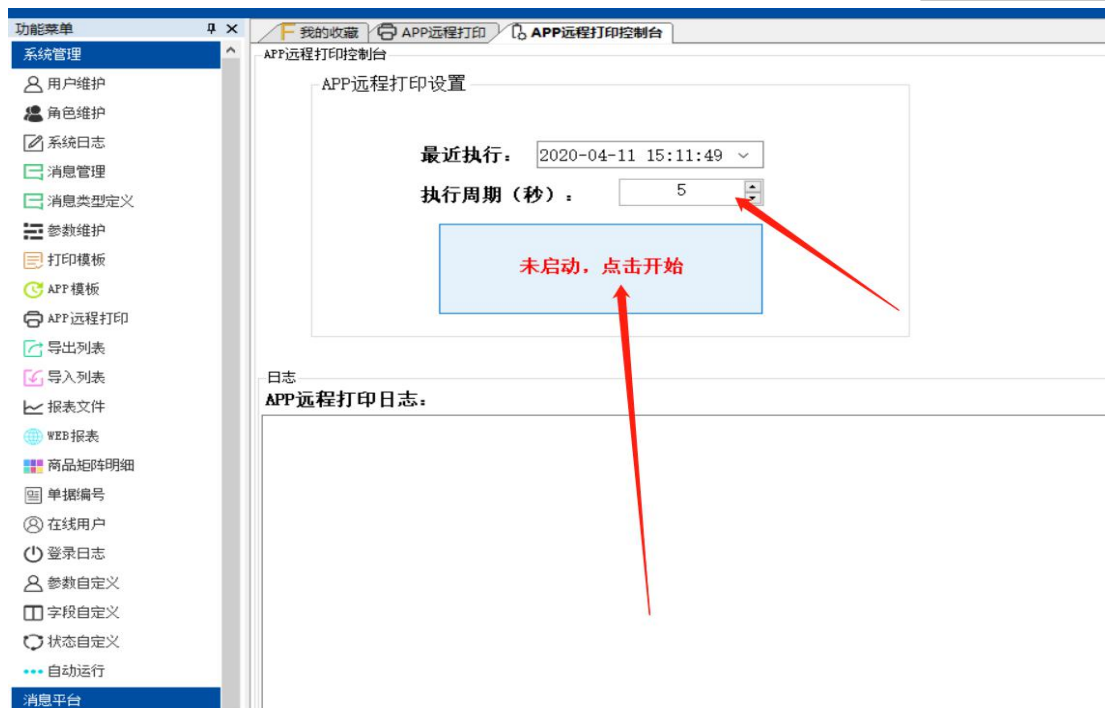 功能菜单
系统管理
用户维护
角色维护
系统日志
消息管理
消息类型定义
参数维护
打印模板
APP模板
APP远程打印
导出列表
导入列表
报表文件
WEB报表
商品矩阵明细
单据编号
在线用户
登录日志
参数自定义
字段自定义
状态自定义
自动运行
消息平台
我的收藏 APP远程打印 APP远程打印控制台
APP远程打印控制台
APP远程打印设置
最近执行： 2020-04-11 15:11:49
执行周期（秒）： 5
未启动，点击开始
日志
APP远程打印日志：